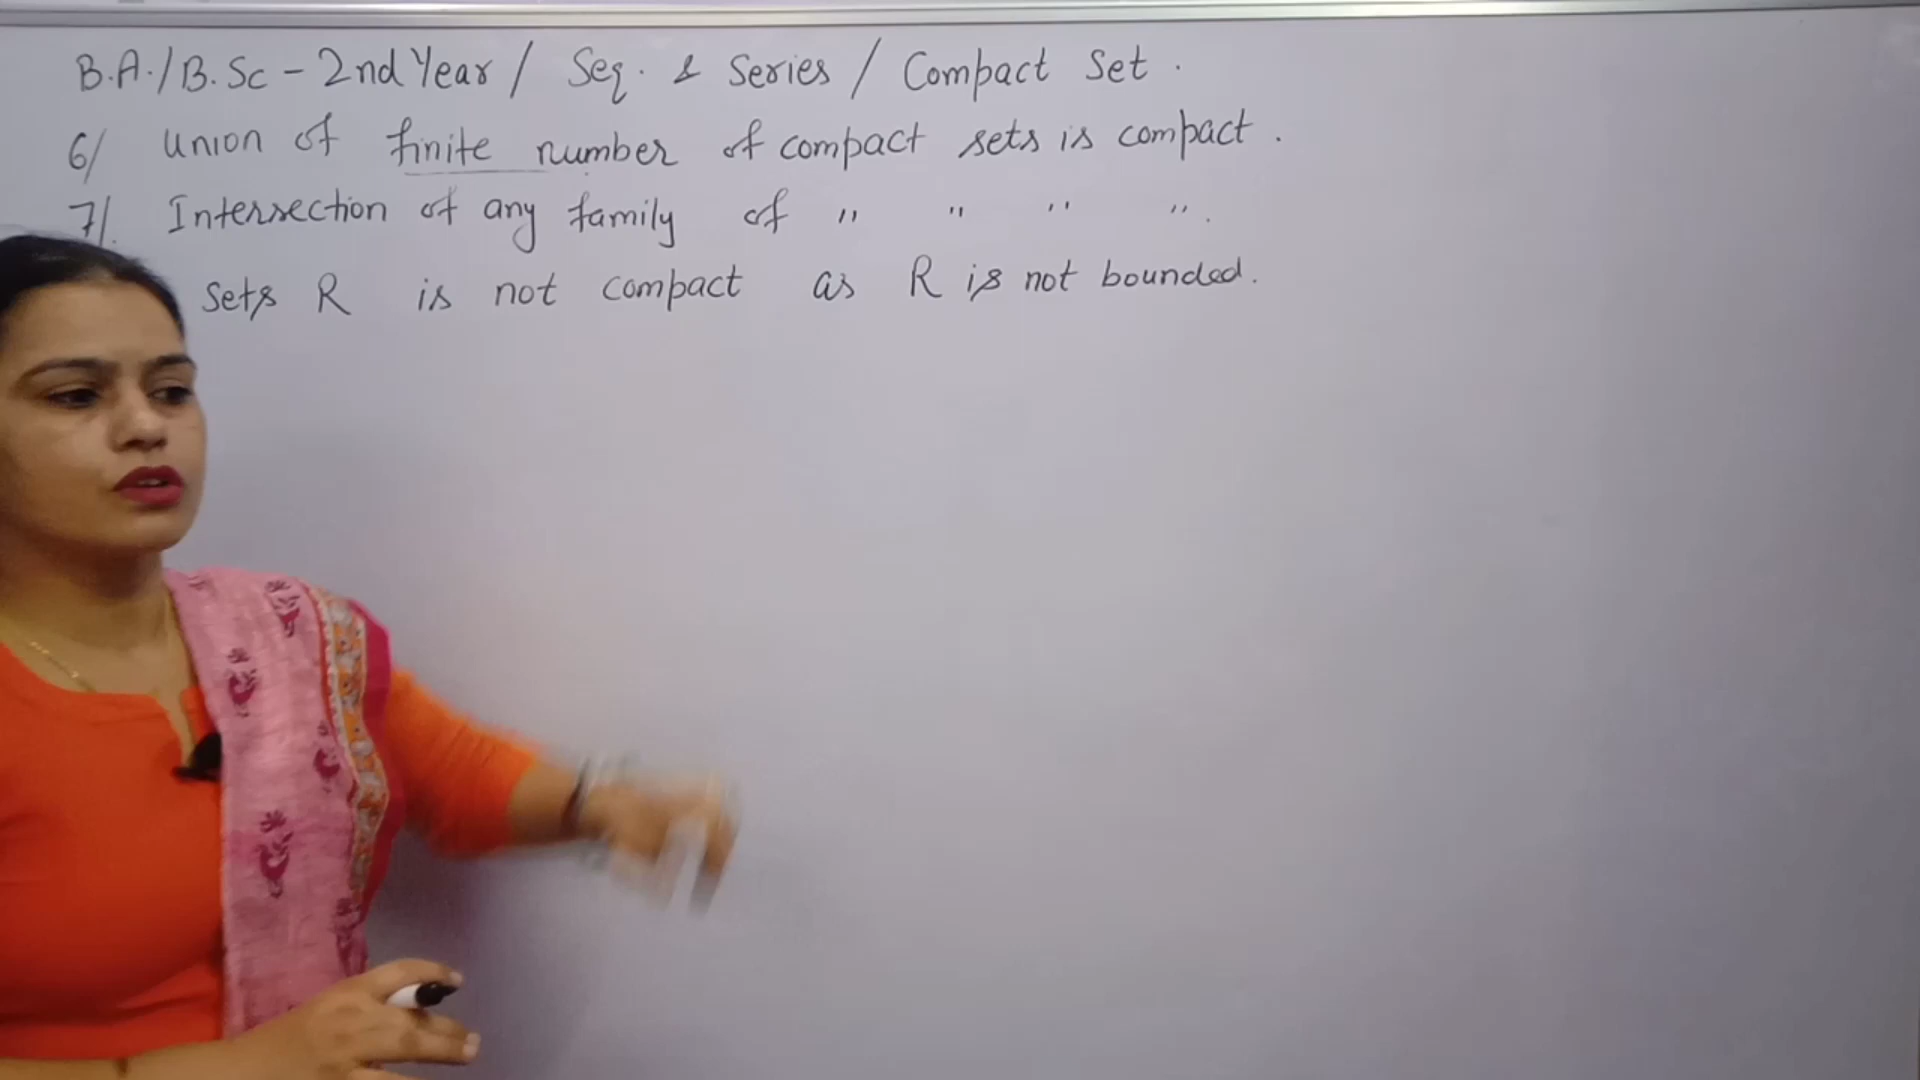 B.A./B.Sc - 2nd Year / Seq. & Series / Compact Set.
6/ Union of finite number of compact sets is compact.
7/. Intersection of any family of " " " ".
Sets R is not compact as R is not bounded.